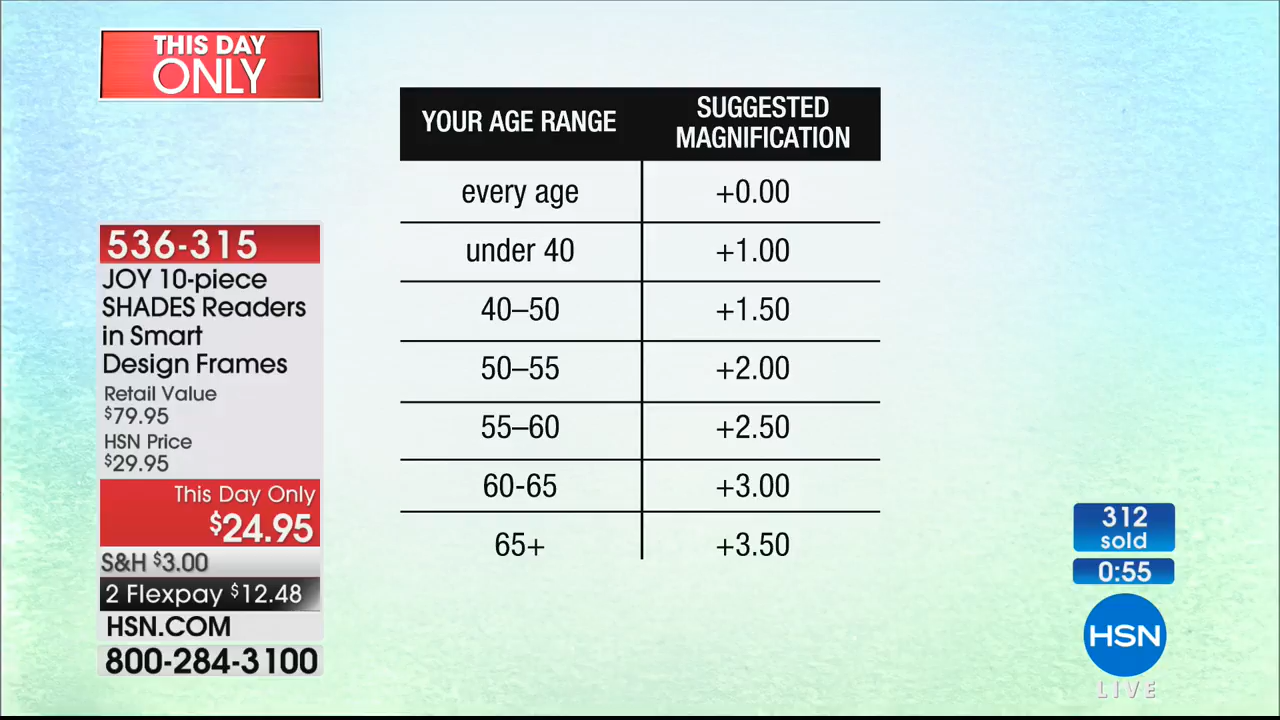 THIS DAY
ONLY
536-315
JOY 10-piece
SHADES Readers
in Smart
Design Frames
Retail Value
$79.95
HSN Price
$29.95
This Day Only
$24.95
S&H $3.00
2 Flexpay $12.48
HSN.COM
800-284-3100
YOUR AGE RANGE
SUGGESTED
MAGNIFICATION
every age +0.00
under 40 +1.00
40–50 +1.50
50–55 +2.00
55–60 +2.50
60-65 +3.00
65+ +3.50
312
sold
0:55
HSN
LIVE